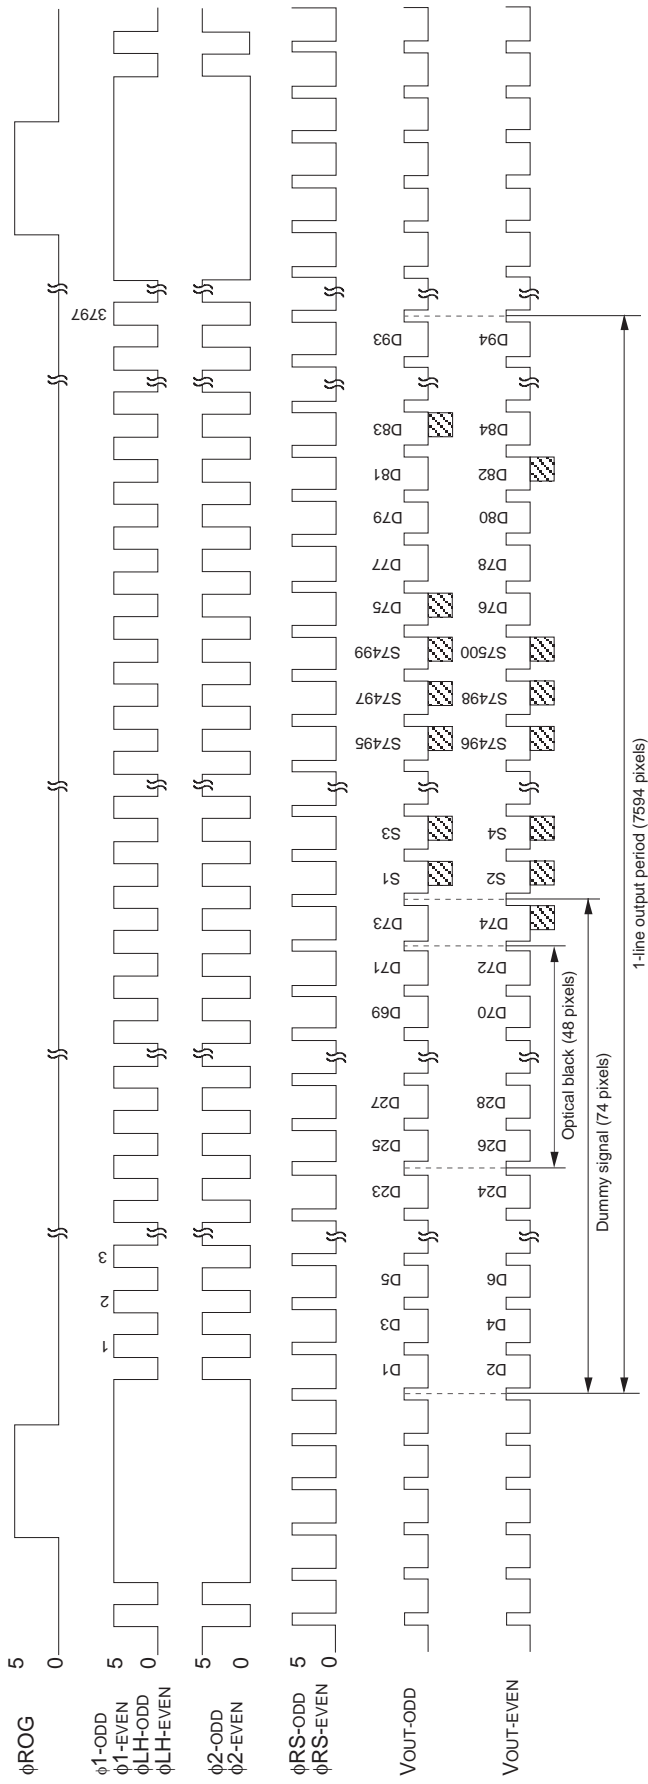 φROG
5
0
φ1-ODD
φ1-EVEN
φLH-ODD
φLH-EVEN
5
0
1
2
3
3797
φ2-ODD
φ2-EVEN
5
0
φRS-ODD
φRS-EVEN
5
0
VOUT-ODD
D1
D3
D5
D23
D25
D27
D69
D71
D73
S1
S3
S7495
S7497
S7499
D75
D77
D79
D81
D83
D93
VOUT-EVEN
D2
D4
D6
D24
D26
D28
D70
D72
D74
S2
S4
S7496
S7498
S7500
D76
D78
D80
D82
D84
D94
Optical black (48 pixels)
Dummy signal (74 pixels)
1-line output period (7594 pixels)